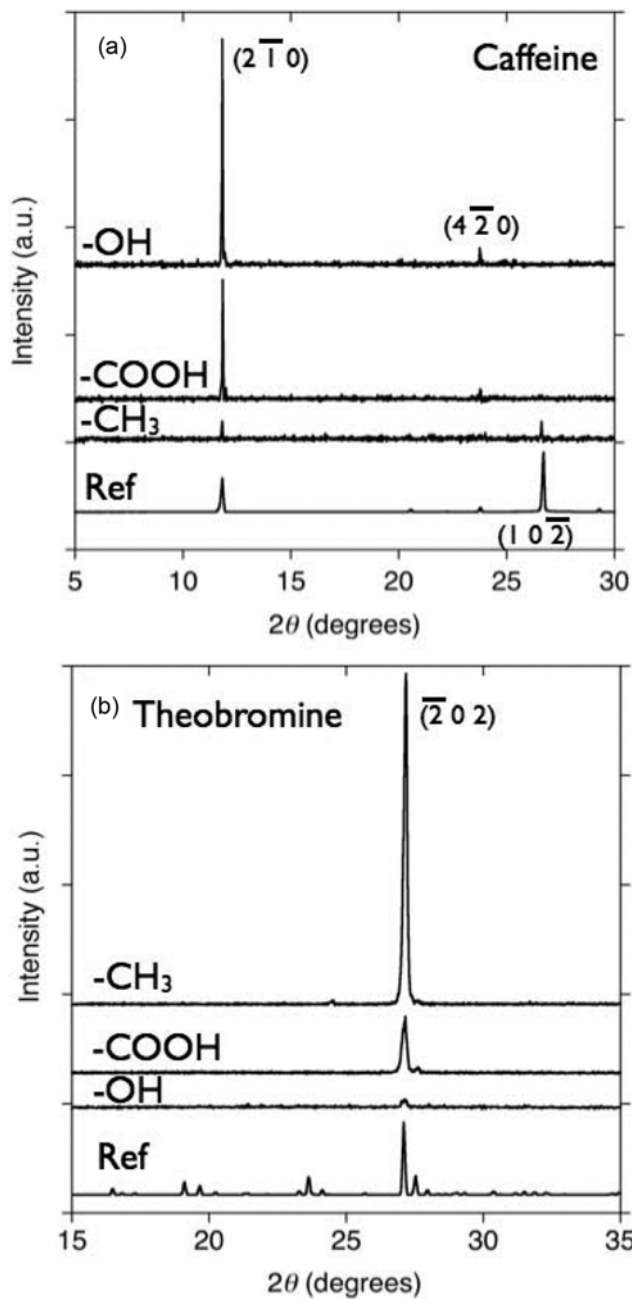 (a)
(2 1̅ 0)
Caffeine
(4 2̅ 0)
-OH
-COOH
-CH₃
Ref
(1 0 2̅)
Intensity (a.u.)
5 10 15 20 25 30
2θ (degrees)
(b) Theobromine
(2̅ 0 2)
-CH₃
-COOH
-OH
Ref
Intensity (a.u.)
15 20 25 30 35
2θ (degrees)